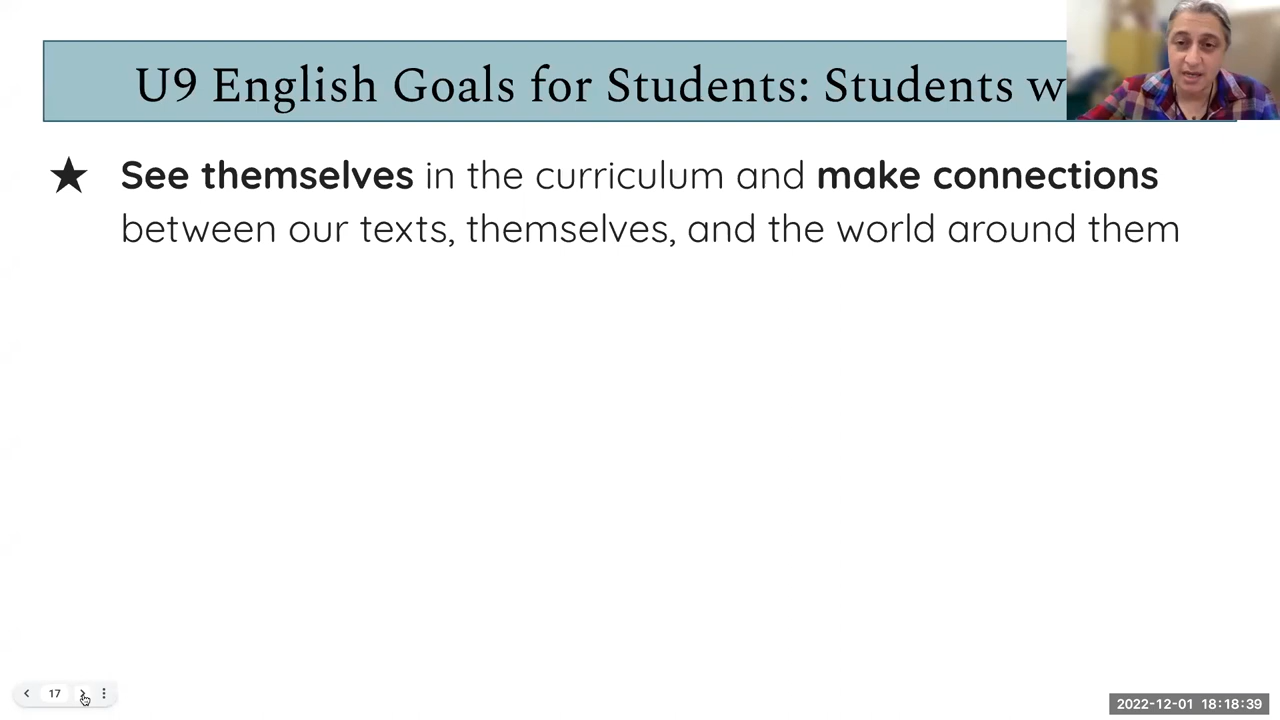 U9 English Goals for Students: Students w
★ See themselves in the curriculum and make connections
between our texts, themselves, and the world around them
17
2022-12-01 18:18:39